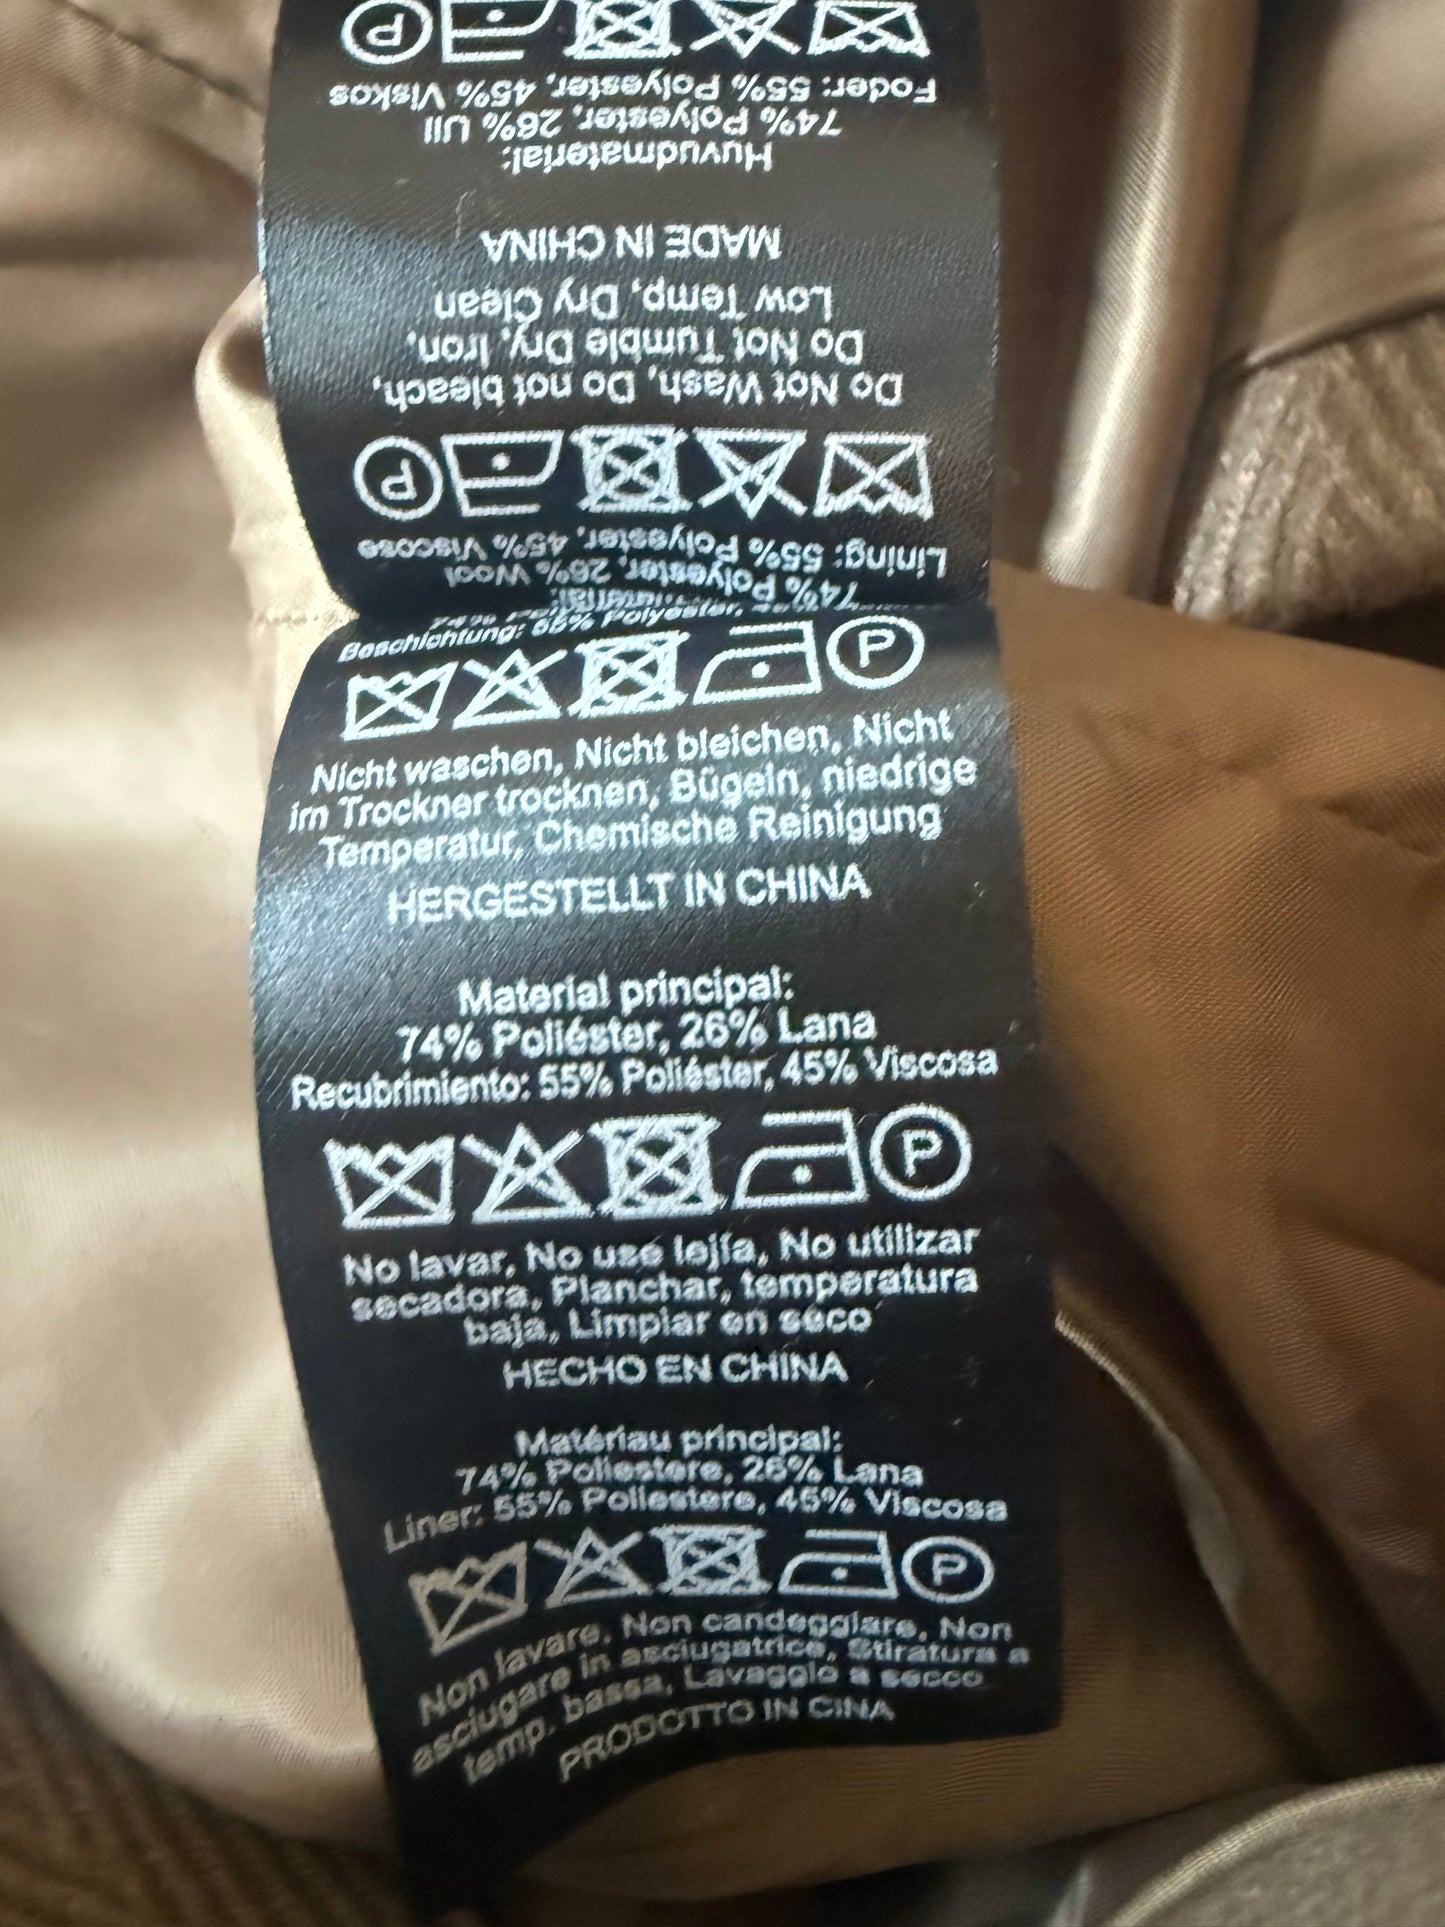 Huvudmaterial:
74% Polyester, 26% Ull
Foder: 55% Polyester, 45% Viskos
P
74% Polyester, 26% Wool
Lining: 55% Polyester, 45% Viscose
P
Do Not Wash, Do not bleach,
Do Not Tumble Dry, Iron,
Low Temp, Dry Clean
MADE IN CHINA
Beschichtung: 55% Polyester,
P
Nicht waschen, Nicht bleichen, Nicht
im Trockner trocknen, Bügeln, niedrige
Temperatur, Chemische Reinigung
HERGESTELLT IN CHINA
Material principal:
74% Poliéster, 26% Lana
Recubrimiento: 55% Poliéster, 45% Viscosa
P
No lavar, No use lejía, No utilizar
secadora, Planchar, temperatura
baja, Limpiar en seco
HECHO EN CHINA
Matériau principal:
74% Poliestere, 26% Lana
Liner: 55% Poliestere, 45% Viscosa
P
Non lavare, Non candeggiare, Non
asciugare in asciugatrice, Stiratura a
temp. bassa, Lavaggio a secco
PRODOTTO IN CINA